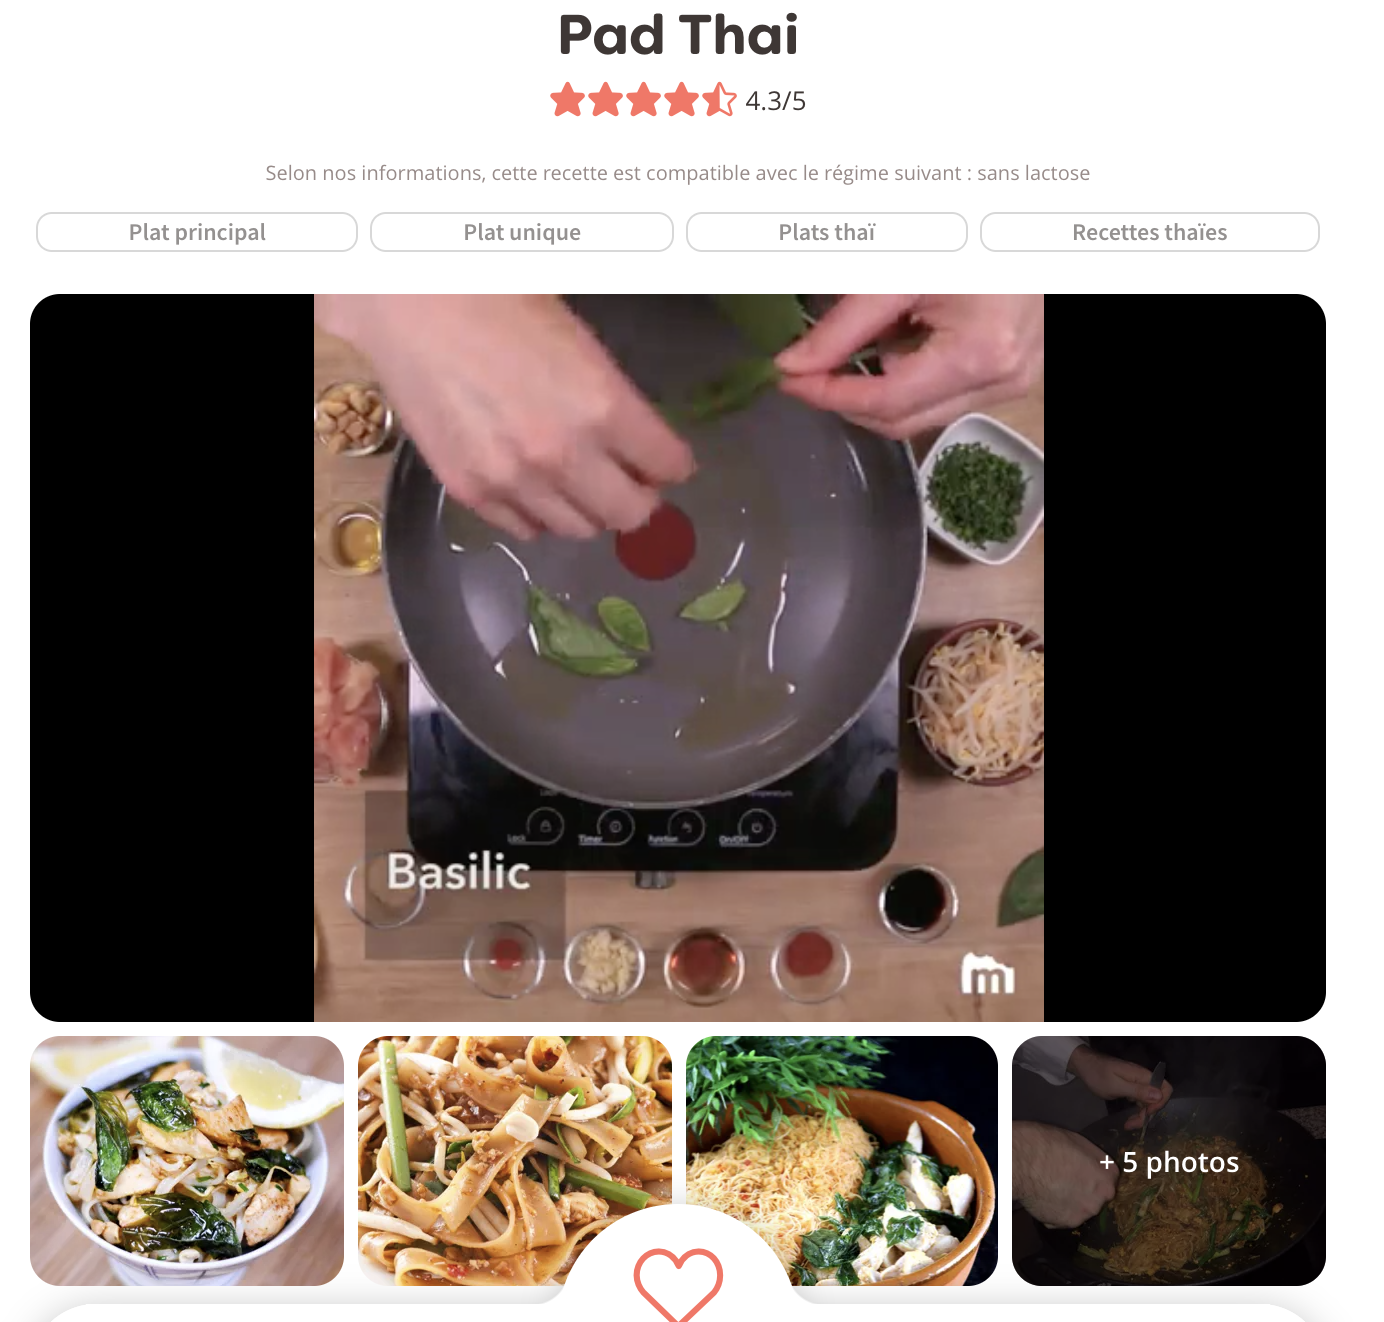 Pad Thai
4.3/5
Selon nos informations, cette recette est compatible avec le régime suivant : sans lactose
Plat principal
Plat unique
Plats thaï
Recettes thaïes
Temperature
Lock
Timer
Function
On/Off
Basilic
m
+ 5 photos